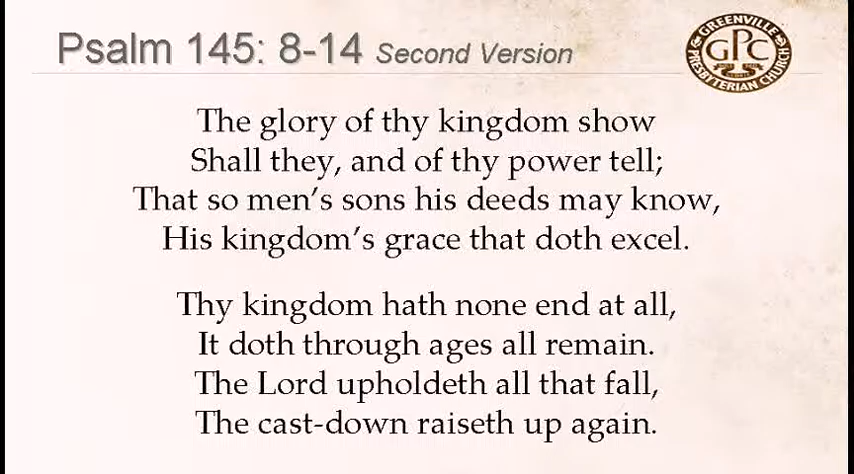 Psalm 145: 8-14 Second Version
GREENVILLE
GPC
PRESBYTERIAN CHURCH
The glory of thy kingdom show
Shall they, and of thy power tell;
That so men's sons his deeds may know,
His kingdom's grace that doth excel.
Thy kingdom hath none end at all,
It doth through ages all remain.
The Lord upholdeth all that fall,
The cast-down raiseth up again.